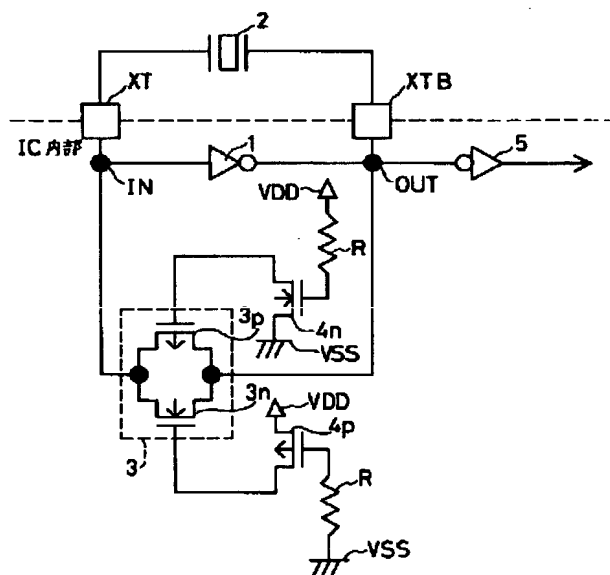 2
XT
XTB
IC内部
1
5
IN
OUT
VDD
R
3p
4n
VSS
3n
VDD
4p
3
R
VSS